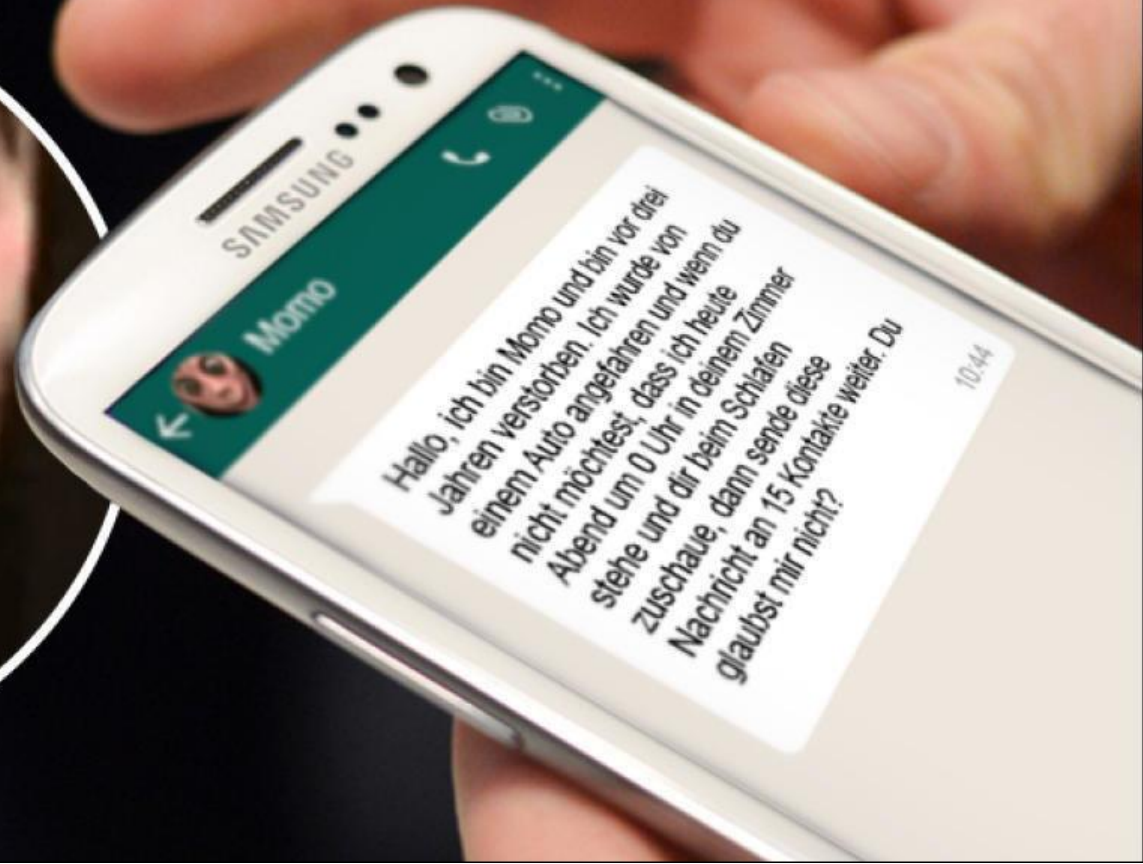 SAMSUNG
Momo
Hallo, ich bin Momo und bin vor drei
Jahren verstorben. Ich wurde von
einem Auto angefahren und wenn du
nicht möchtest, dass ich heute
Abend um 0 Uhr in deinem Zimmer
stehe und dir beim Schlafen
zuschaue, dann sende diese
Nachricht an 15 Kontakte weiter. Du
glaubst mir nicht?
10:44